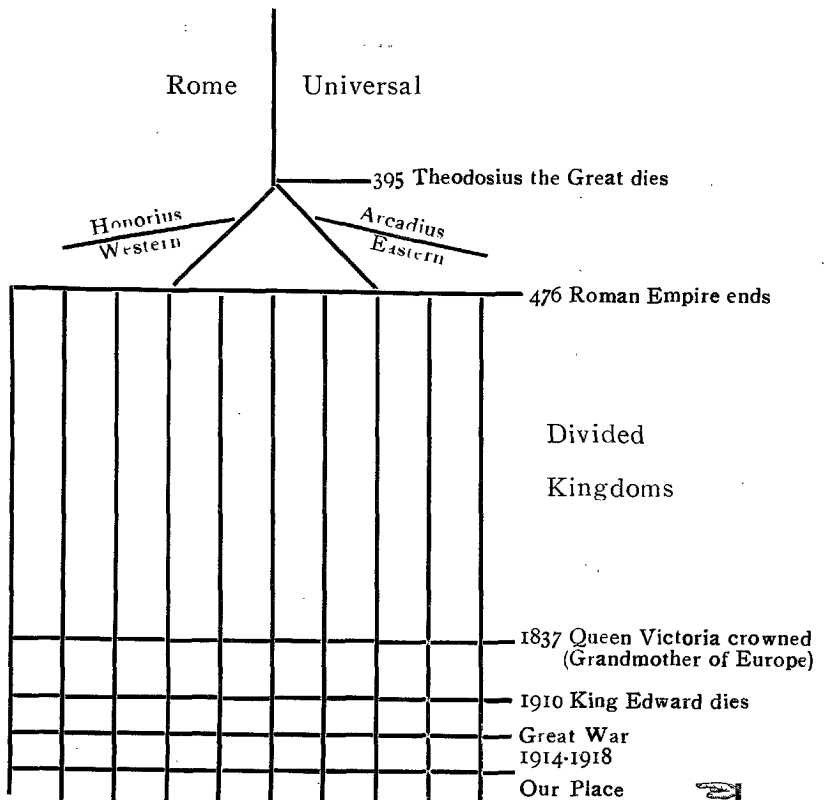 Rome Universal
395 Theodosius the Great dies
Honorius
Western
Arcadius
Eastern
476 Roman Empire ends
Divided
Kingdoms
1837 Queen Victoria crowned
(Grandmother of Europe)
1910 King Edward dies
Great War
1914-1918
Our Place